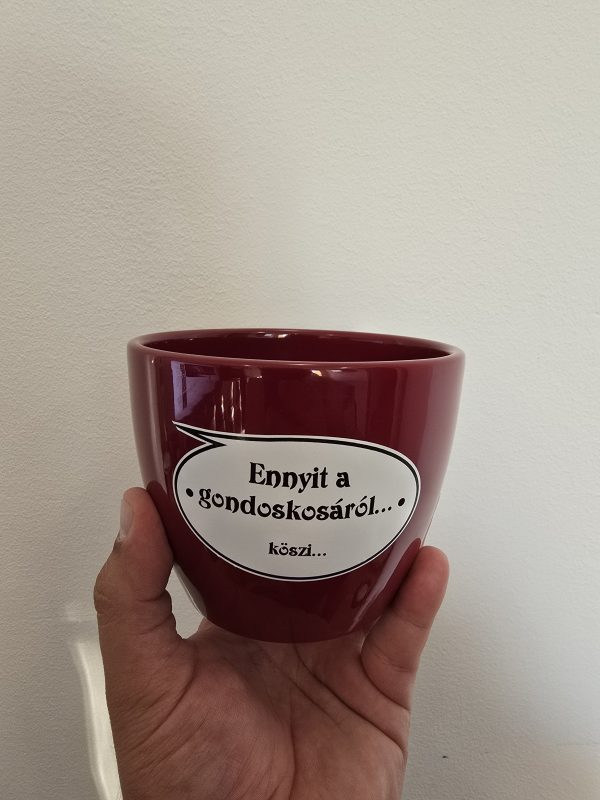 Ennyit a
• gondoskosáról... •
köszi...